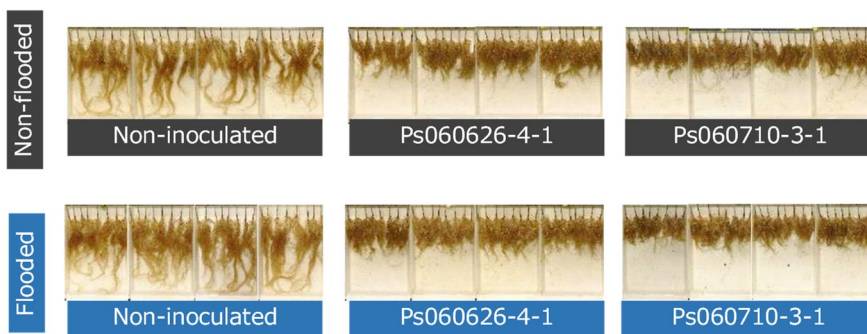 Non-flooded
Non-inoculated
Ps060626-4-1
Ps060710-3-1
Flooded
Non-inoculated
Ps060626-4-1
Ps060710-3-1